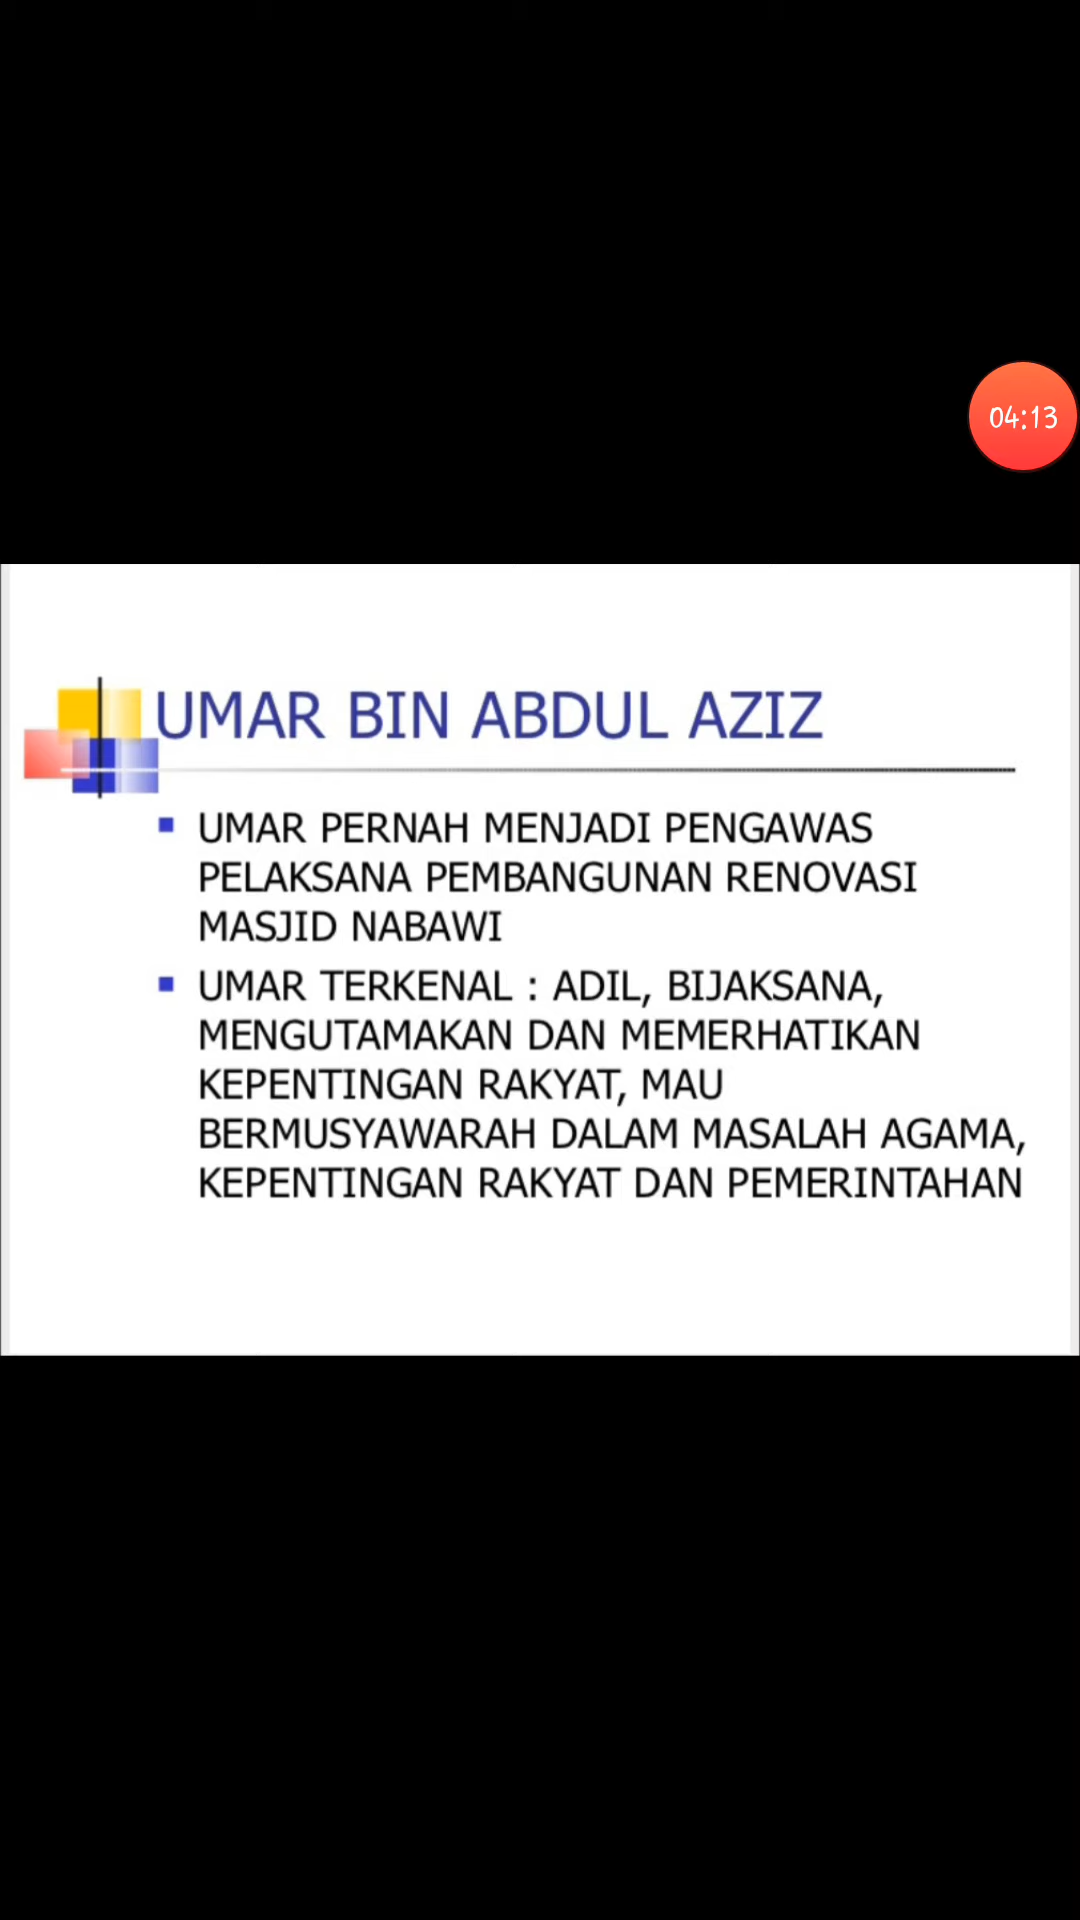 04:13
UMAR BIN ABDUL AZIZ
UMAR PERNAH MENJADI PENGAWAS
PELAKSANA PEMBANGUNAN RENOVASI
MASJID NABAWI
UMAR TERKENAL : ADIL, BIJAKSANA,
MENGUTAMAKAN DAN MEMERHATIKAN
KEPENTINGAN RAKYAT, MAU
BERMUSYAWARAH DALAM MASALAH AGAMA,
KEPENTINGAN RAKYAT DAN PEMERINTAHAN